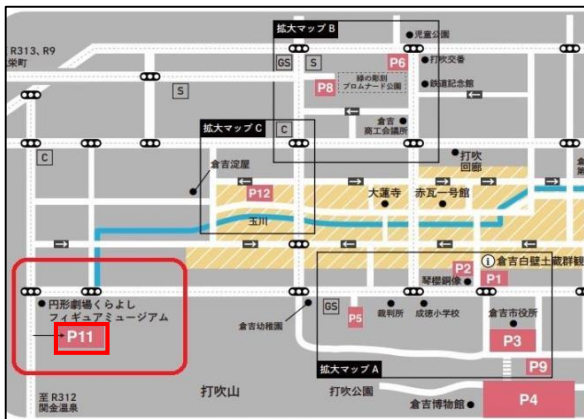 拡大マップ B
児童公園
R313、R9
栄町
GS
S
P6
打吹交番
緑の彫刻
プロムナード公園
P8
鉄道記念館
S
倉吉
商工会議所
拡大マップ C
C
C
打吹
回廊
倉吉淀屋
P12
大蓮寺
赤瓦一号館
玉川
i
倉吉白壁土蔵群観
P2
P1
琴櫻銅像
円形劇場くらよし
フィギュアミュージアム
倉吉幼稚園
GS
P5
裁判所
成徳小学校
倉吉市役所
P11
P3
拡大マップ A
P9
至 R312
関金温泉
打吹山
打吹公園
倉吉博物館
P4